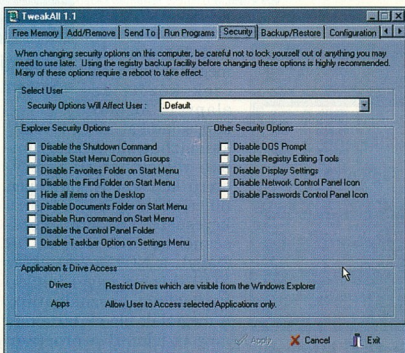 TweakAll 1.1
Free Memory Add/Remove Send To Run Programs Security Backup/Restore Configuration
When changing security options on this computer, be careful not to lock yourself out of anything you may
need to use later. Using the registry backup facility before changing these options is highly recommended.
Many of these options require a reboot to take effect.
Select User
Security Options Will Affect User : .Default
Explorer Security Options
Disable the Shutdown Command
Disable Start Menu Common Groups
Disable Favorites Folder on Start Menu
Disable the Find Folder on Start Menu
Hide all items on the Desktop
Disable Documents Folder on Start Menu
Disable Run command on Start Menu
Disable the Control Panel Folder
Disable Taskbar Option on Settings Menu
Other Security Options
Disable DOS Prompt
Disable Registry Editing Tools
Disable Display Settings
Disable Network Control Panel Icon
Disable Passwords Control Panel Icon
Application & Drive Access
Drives Restrict Drives which are visible from the Windows Explorer
Apps Allow User to Access selected Applications only.
Apply Cancel Exit